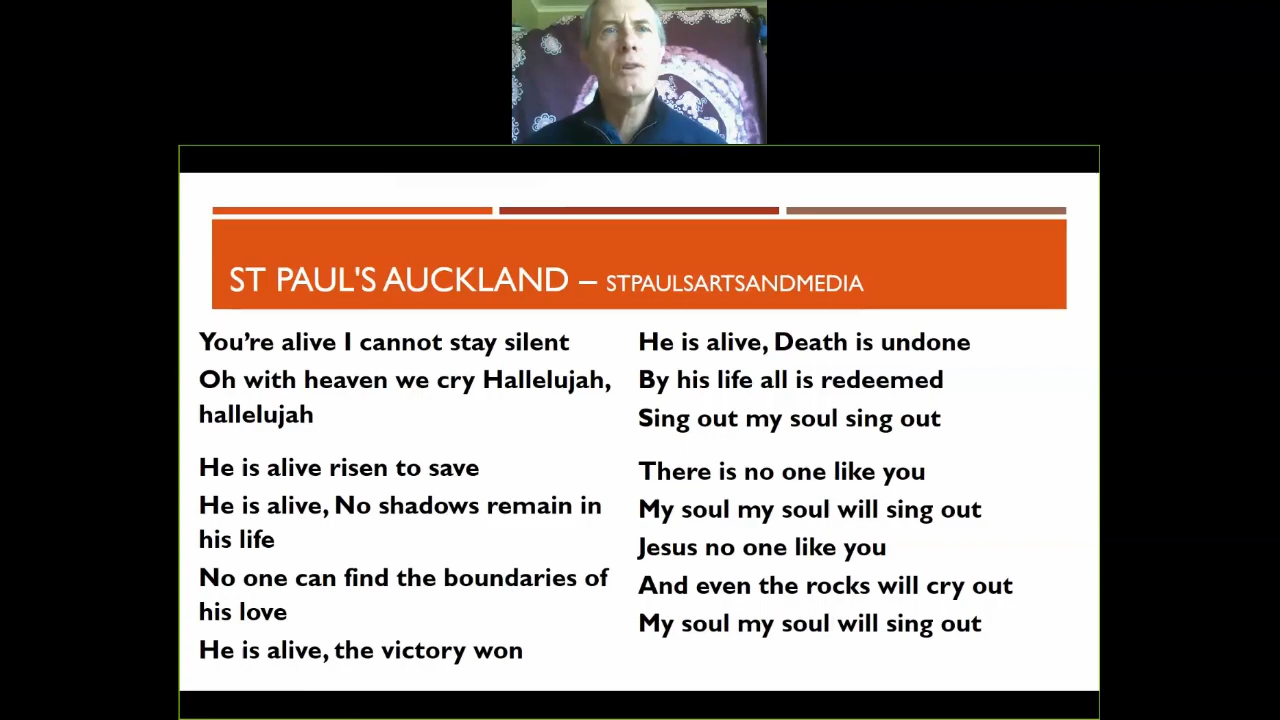 ST PAUL'S AUCKLAND – STPAULSARTSANDMEDIA
You're alive I cannot stay silent
Oh with heaven we cry Hallelujah,
hallelujah
He is alive risen to save
He is alive, No shadows remain in
his life
No one can find the boundaries of
his love
He is alive, the victory won
He is alive, Death is undone
By his life all is redeemed
Sing out my soul sing out
There is no one like you
My soul my soul will sing out
Jesus no one like you
And even the rocks will cry out
My soul my soul will sing out